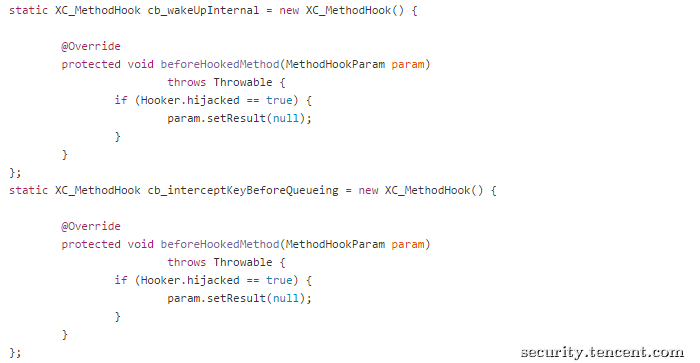 static XC_MethodHook cb_wakeUpInternal = new XC_MethodHook() {
@Override
protected void beforeHookedMethod(MethodHookParam param)
throws Throwable {
if (Hooker.hijacked == true) {
param.setResult(null);
}
}
};
static XC_MethodHook cb_interceptKeyBeforeQueueing = new XC_MethodHook() {
@Override
protected void beforeHookedMethod(MethodHookParam param)
throws Throwable {
if (Hooker.hijacked == true) {
param.setResult(null);
}
}
};
security.tencent.com